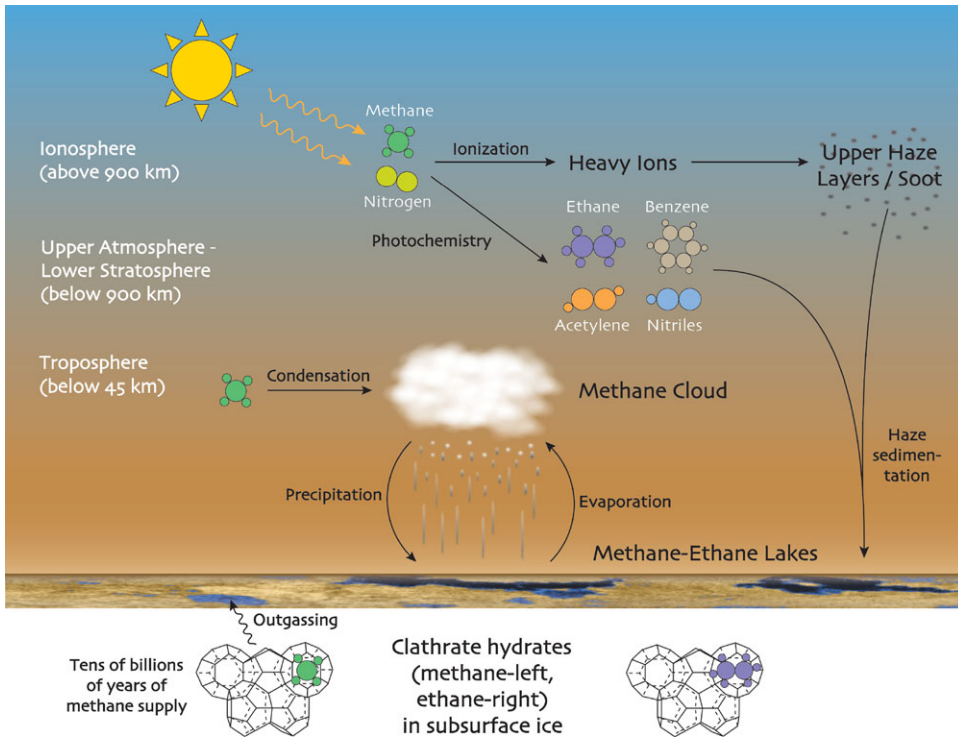 Methane
Ionosphere
(above 900 km)
Ionization
Heavy Ions
Upper Haze
Layers / Soot
Nitrogen
Ethane
Benzene
Photochemistry
Upper Atmosphere -
Lower Stratosphere
(below 900 km)
Acetylene
Nitriles
Troposphere
(below 45 km)
Condensation
Methane Cloud
Haze
sedimen-
tation
Precipitation
Evaporation
Methane-Ethane Lakes
Outgassing
Tens of billions
of years of
methane supply
Clathrate hydrates
(methane-left,
ethane-right)
in subsurface ice